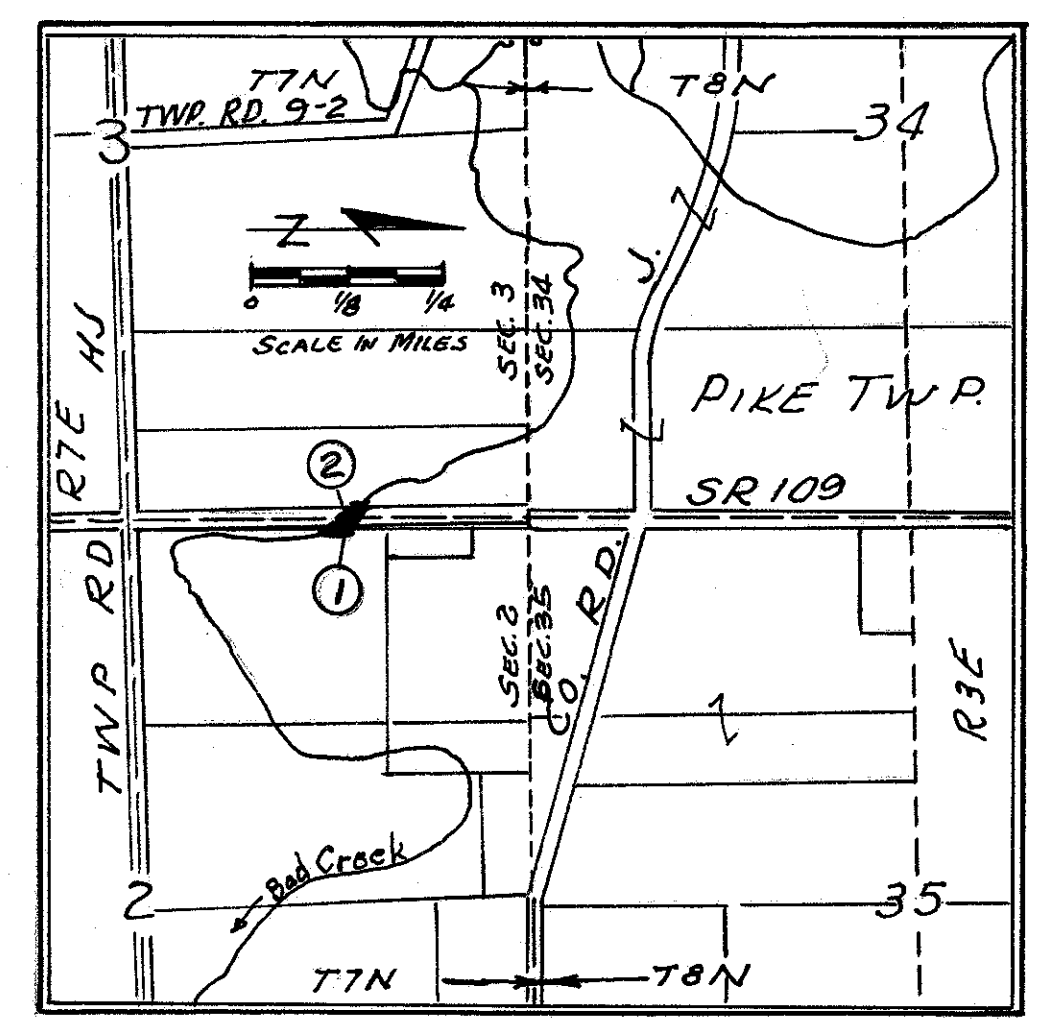 T7N
T8N
TWP. RD. 9-2
3
34
N
0 1/8 1/4
SCALE IN MILES
SEC. 3
SEC. 34
J.
R7E
HJ
PIKE TWP.
2
SR 109
1
TWP RD
SEC. 2
SEC. 35
CO. RD.
R3E
Bad Creek
2
35
T7N
T8N